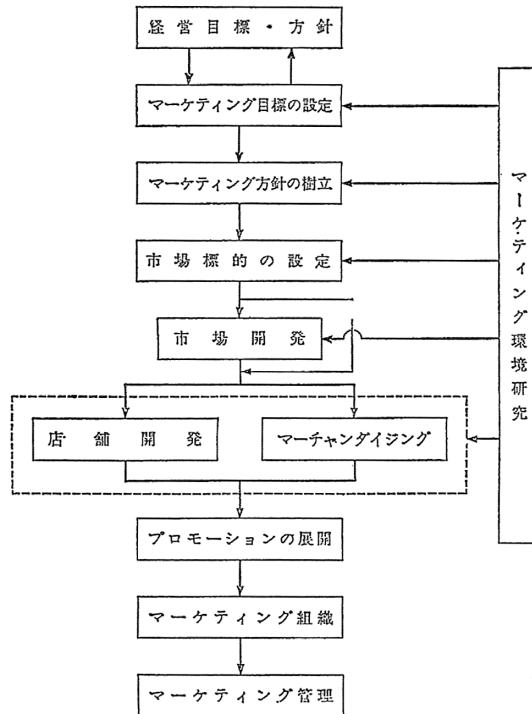 経営目標・方針
マーケティング目標の設定
マーケティング方針の樹立
市場標的の設定
市場開発
店舗開発
マーチャンダイジング
プロモーションの展開
マーケティング組織
マーケティング管理
マーケティング環境研究